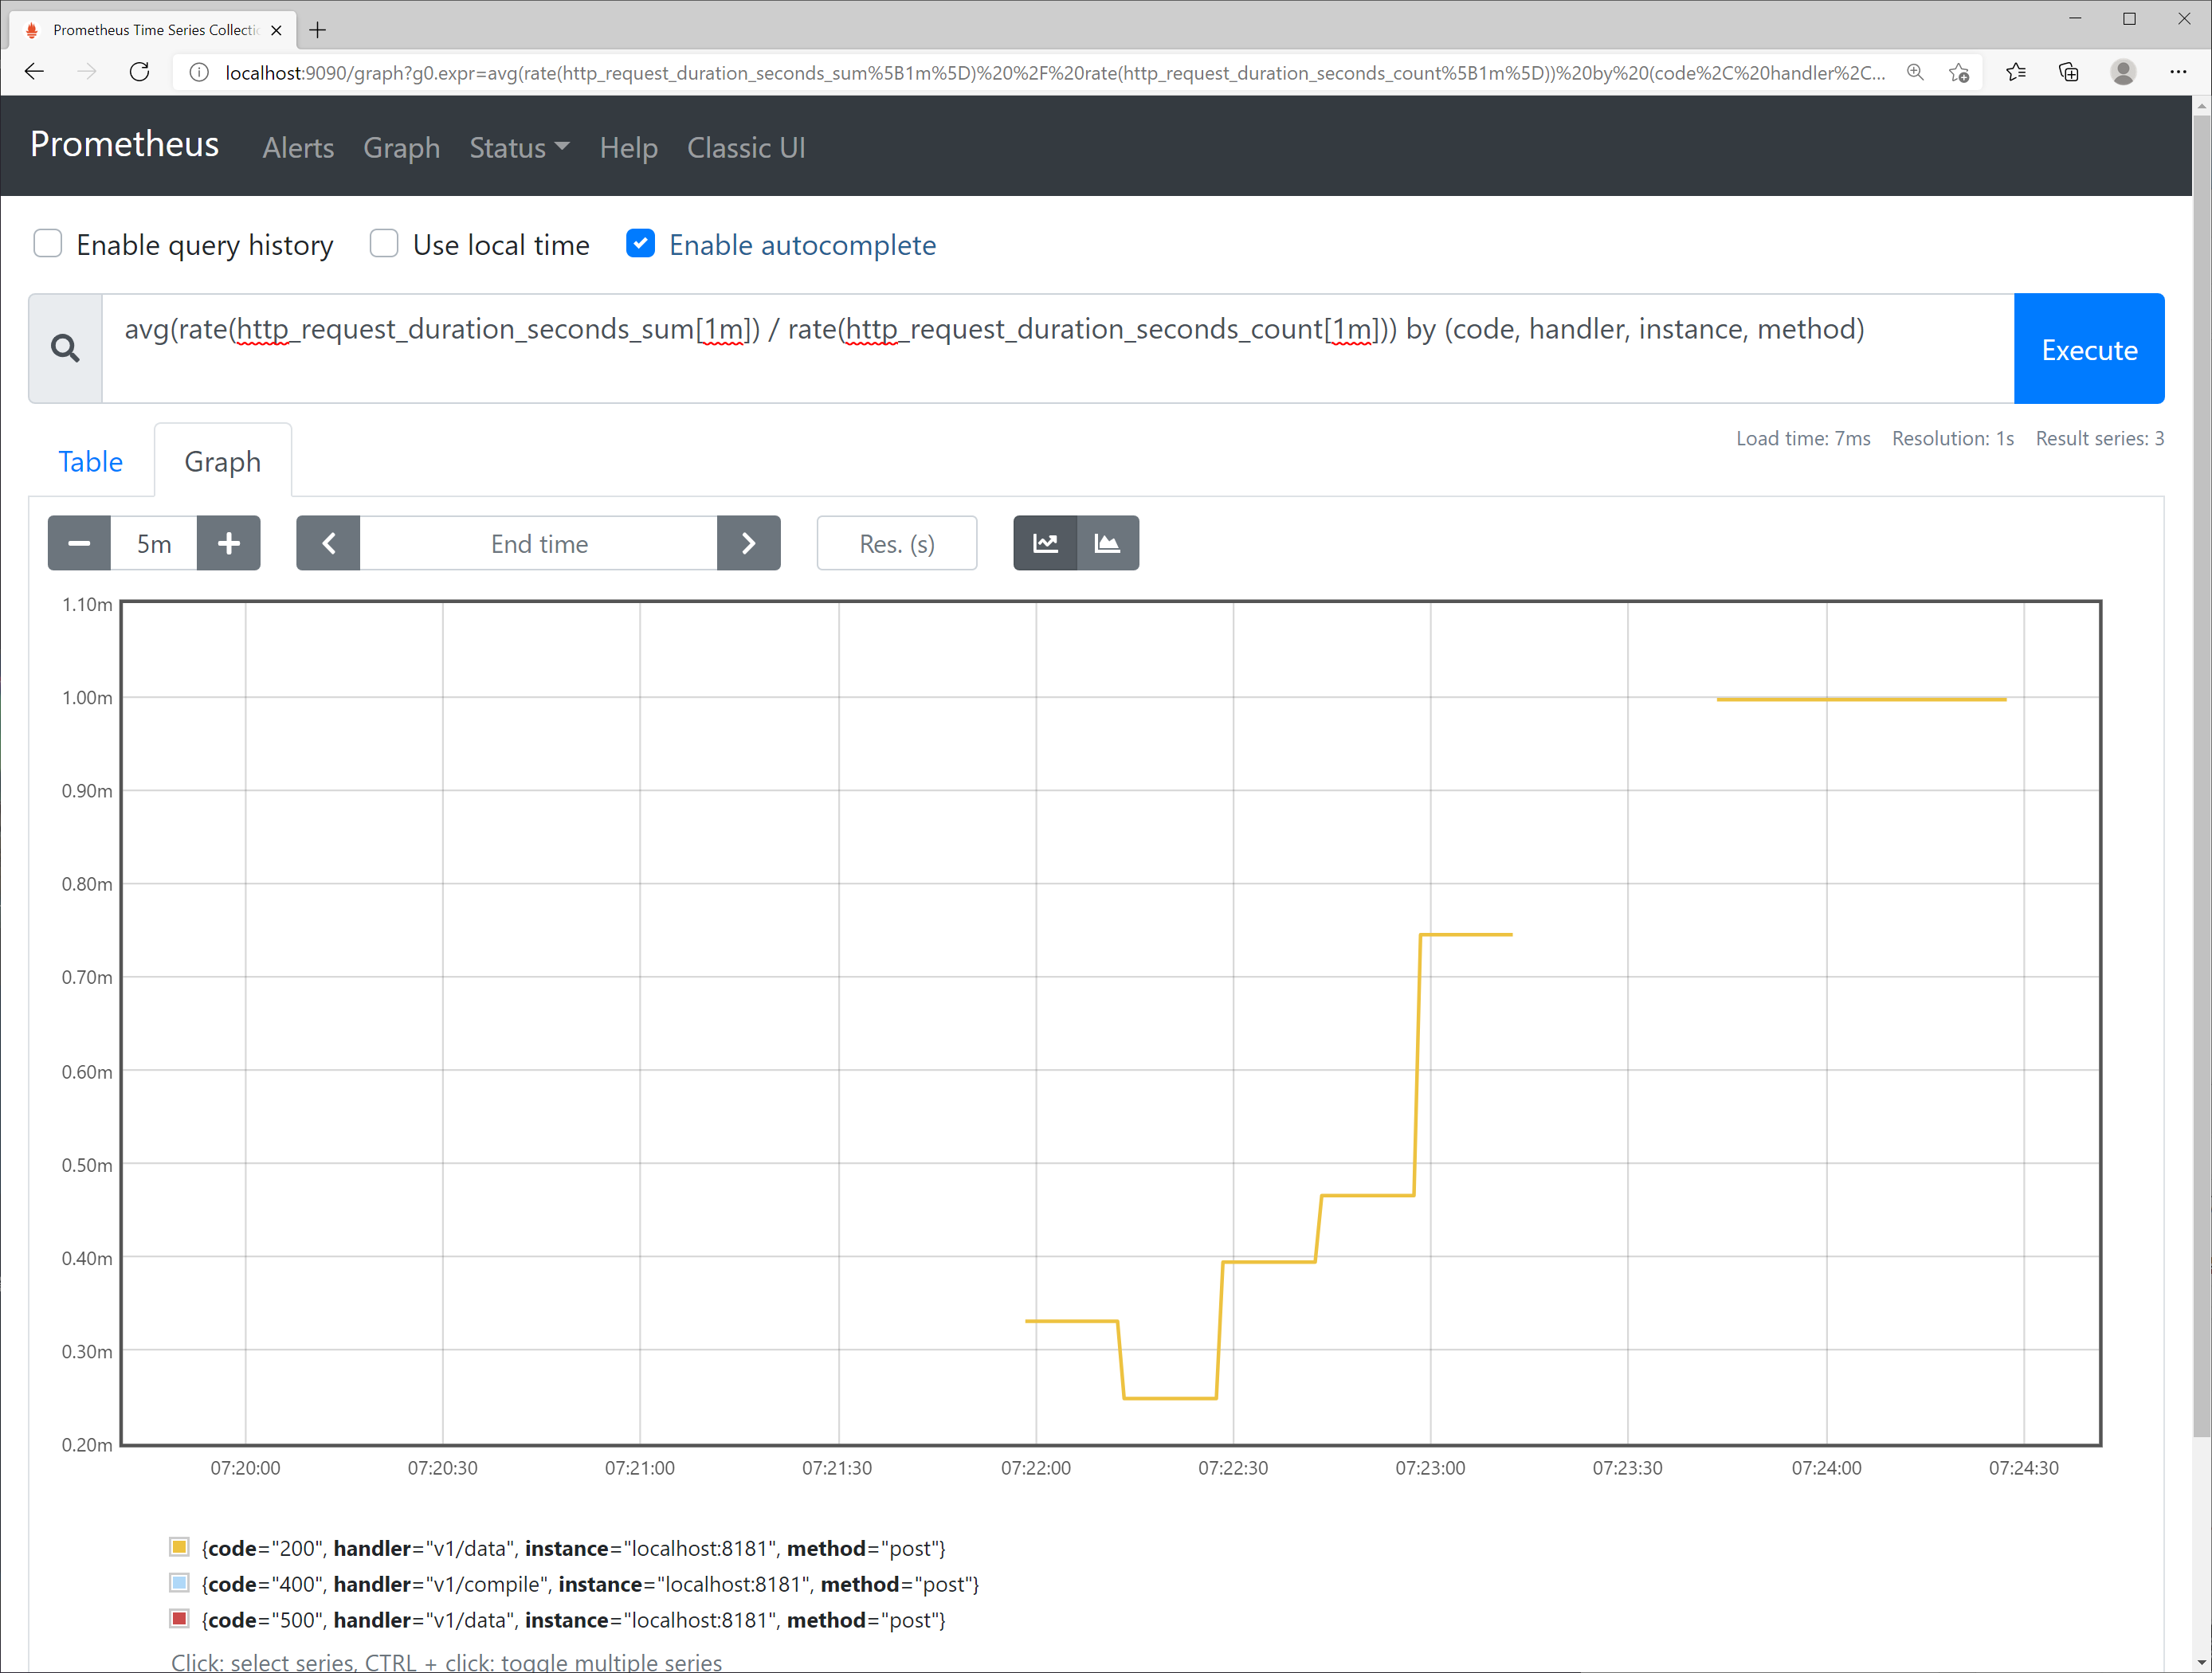 Prometheus Time Series Collecti
localhost:9090/graph?g0.expr=avg(rate(http_request_duration_seconds_sum%5B1m%5D)%20%2F%20rate(http_request_duration_seconds_count%5B1m%5D))%20by%20(code%2C%20handler%2C...
Prometheus Alerts Graph Status Help Classic UI
Enable query history Use local time Enable autocomplete
avg(rate(http_request_duration_seconds_sum[1m]) / rate(http_request_duration_seconds_count[1m])) by (code, handler, instance, method)
Execute
Load time: 7ms Resolution: 1s Result series: 3
Table Graph
5m End time Res. (s)
1.10m
1.00m
0.90m
0.80m
0.70m
0.60m
0.50m
0.40m
0.30m
0.20m
07:20:00 07:20:30 07:21:00 07:21:30 07:22:00 07:22:30 07:23:00 07:23:30 07:24:00 07:24:30
{code="200", handler="v1/data", instance="localhost:8181", method="post"}
{code="400", handler="v1/compile", instance="localhost:8181", method="post"}
{code="500", handler="v1/data", instance="localhost:8181", method="post"}
Click: select series, CTRL + click: toggle multiple series